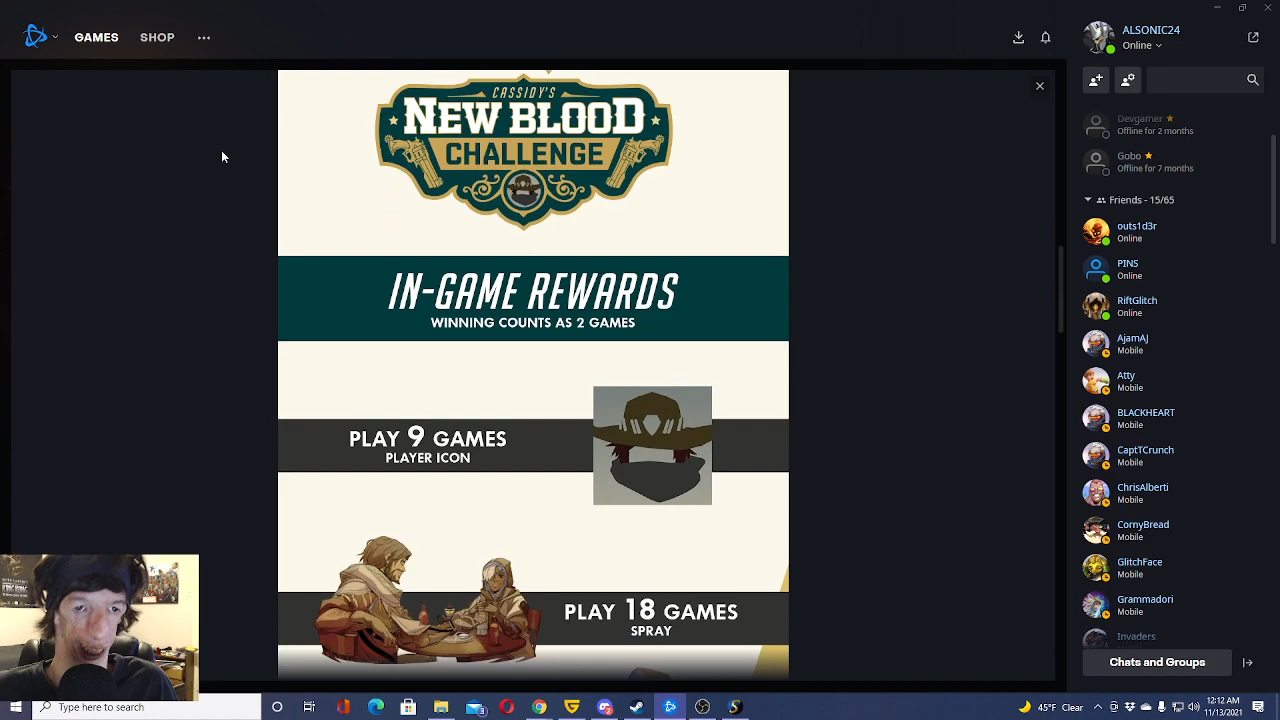 GAMES
SHOP
ALSONIC24
Online
CASSIDY'S
NEW BLOOD
CHALLENGE
IN-GAME REWARDS
WINNING COUNTS AS 2 GAMES
PLAY 9 GAMES
PLAYER ICON
PLAY 18 GAMES
SPRAY
Devgamer
Offline for 2 months
Gobo
Offline for 7 months
Friends - 15/65
outs1d3r
Online
PINS
Online
RiftGlitch
Online
AjamAJ
Mobile
Atty
Mobile
BLACKHEART
Mobile
CaptTCrunch
Mobile
ChrisAlberti
Mobile
CornyBread
Mobile
GlitchFace
Mobile
Grammadori
Mobile
Invaders
Chats and Groups
Type here to search
45°F Clear
12:12 AM
11/13/2021